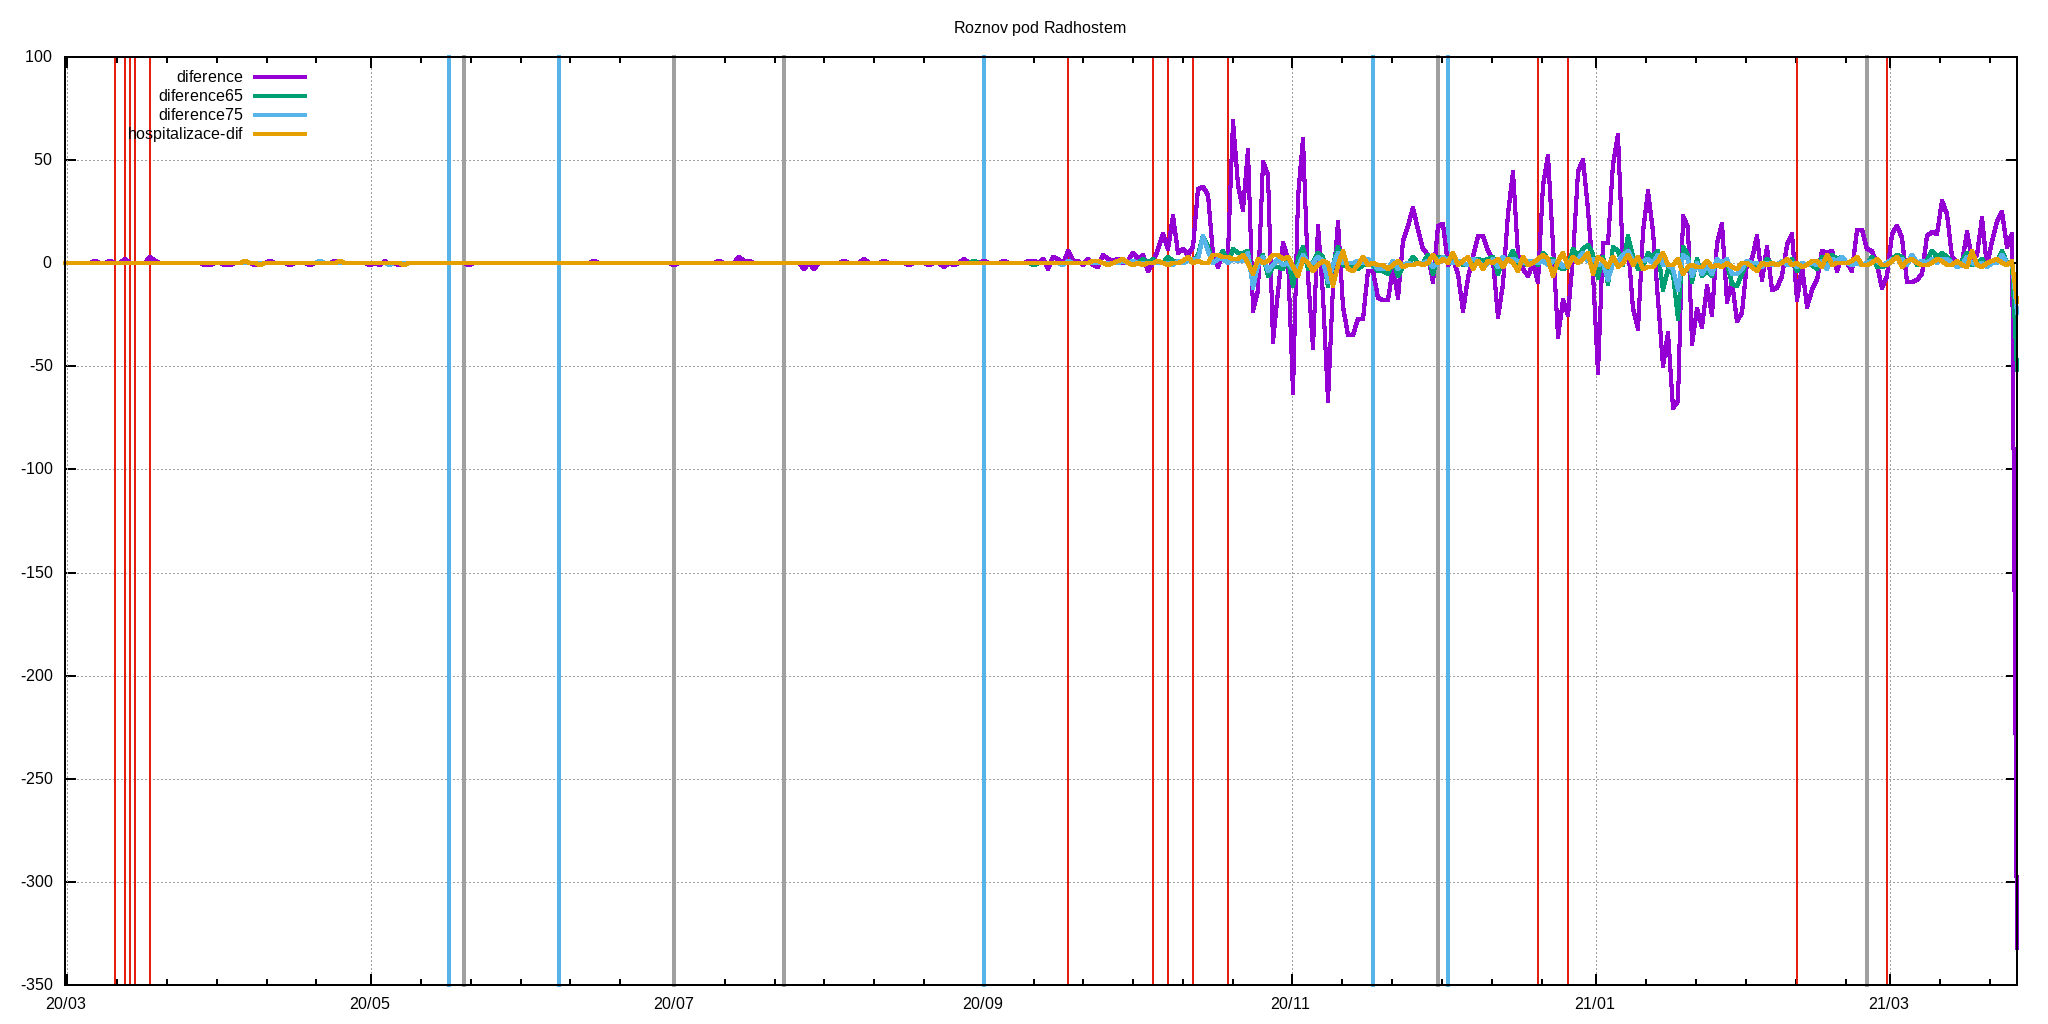 Roznov pod Radhostem
100
50
0
-50
-100
-150
-200
-250
-300
-350
diference
diference65
diference75
hospitalizace-dif
20/03 20/05 20/07 20/09 20/11 21/01 21/03